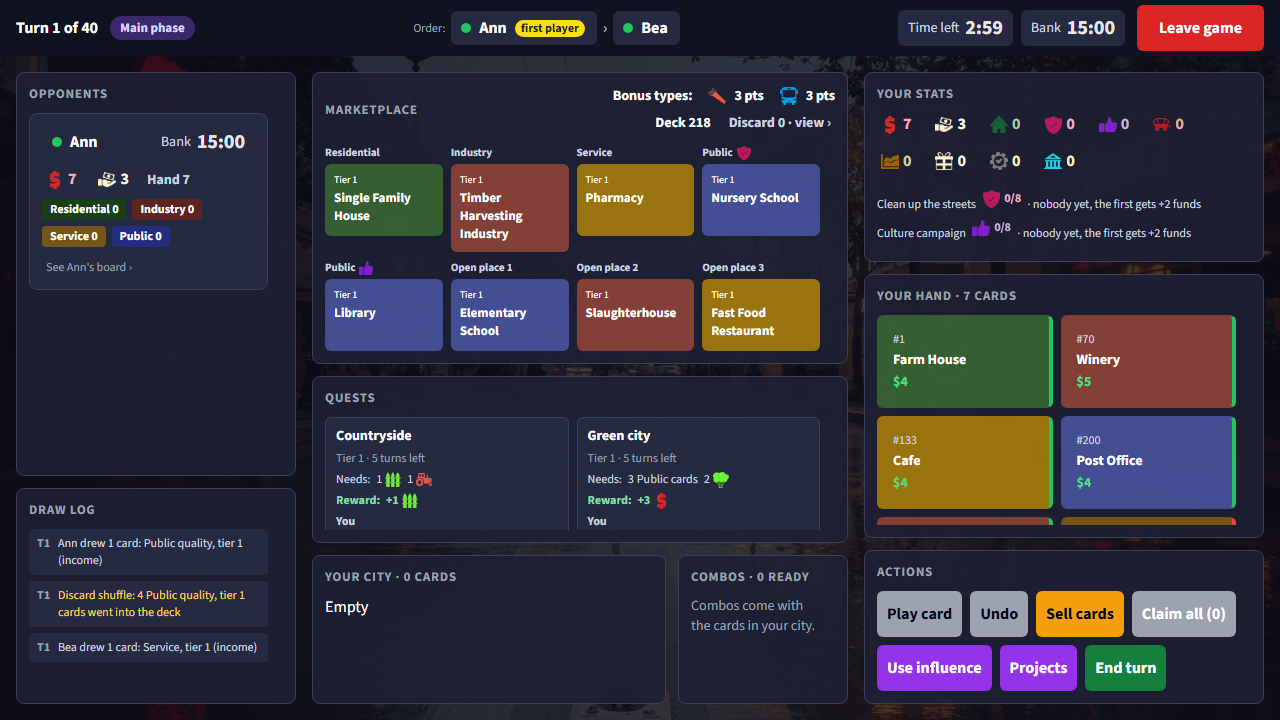 Turn 1 of 40
Main phase
Order:
Ann
first player
›
Bea
Time left 2:59
Bank 15:00
Leave game
OPPONENTS
Ann
Bank 15:00
7
3
Hand 7
Residential 0
Industry 0
Service 0
Public 0
See Ann's board ›
DRAW LOG
T1 Ann drew 1 card: Public quality, tier 1
(income)
T1 Discard shuffle: 4 Public quality, tier 1
cards went into the deck
T1 Bea drew 1 card: Service, tier 1 (income)
MARKETPLACE
Bonus types: 3 pts 3 pts
Deck 218 Discard 0 · view ›
Residential
Tier 1
Single Family
House
Industry
Tier 1
Timber
Harvesting
Industry
Service
Tier 1
Pharmacy
Public
Tier 1
Nursery School
Public
Tier 1
Library
Open place 1
Tier 1
Elementary
School
Open place 2
Tier 1
Slaughterhouse
Open place 3
Tier 1
Fast Food
Restaurant
QUESTS
Countryside
Tier 1 · 5 turns left
Needs: 1 1
Reward: +1
You
Green city
Tier 1 · 5 turns left
Needs: 3 Public cards 2
Reward: +3
You
YOUR CITY · 0 CARDS
Empty
COMBOS · 0 READY
Combos come with
the cards in your city.
YOUR STATS
7 3 0 0 0 0
0 0 0 0
Clean up the streets 0/8 · nobody yet, the first gets +2 funds
Culture campaign 0/8 · nobody yet, the first gets +2 funds
YOUR HAND · 7 CARDS
#1
Farm House
$4
#70
Winery
$5
#133
Cafe
$4
#200
Post Office
$4
ACTIONS
Play card
Undo
Sell cards
Claim all (0)
Use influence
Projects
End turn